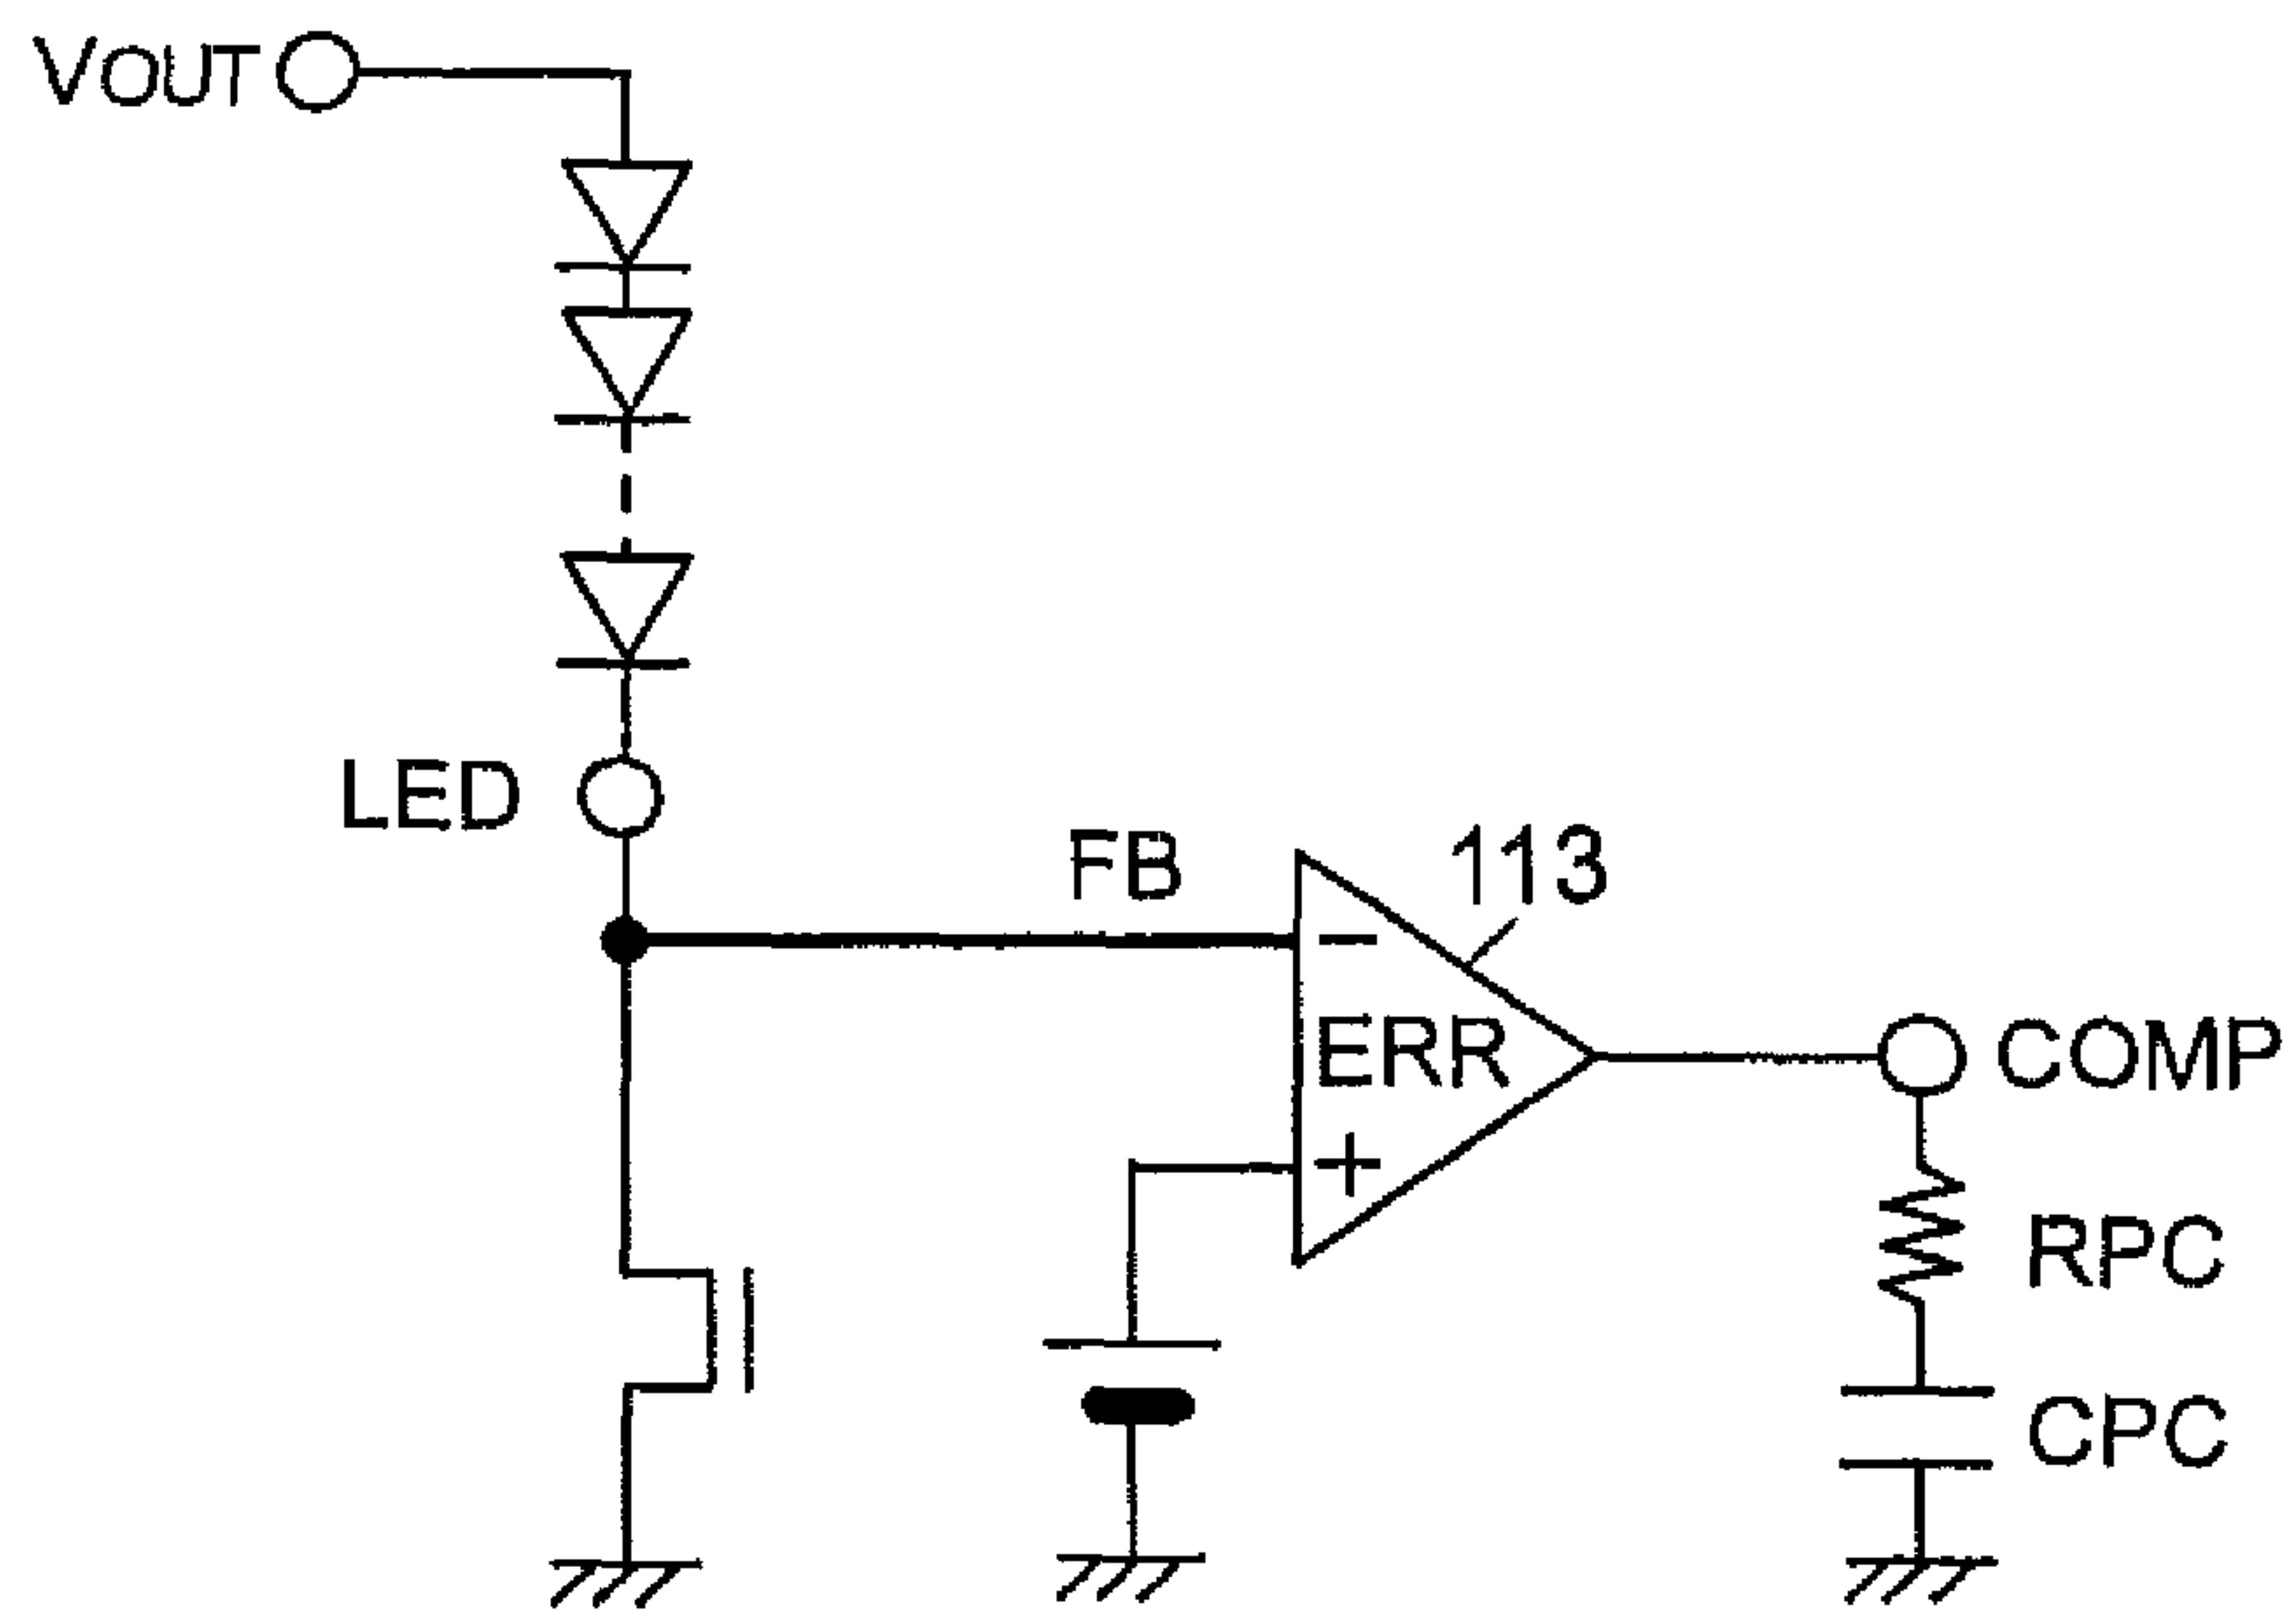 VOUT
LED
FB
113
−
ERR
+
COMP
RPC
CPC